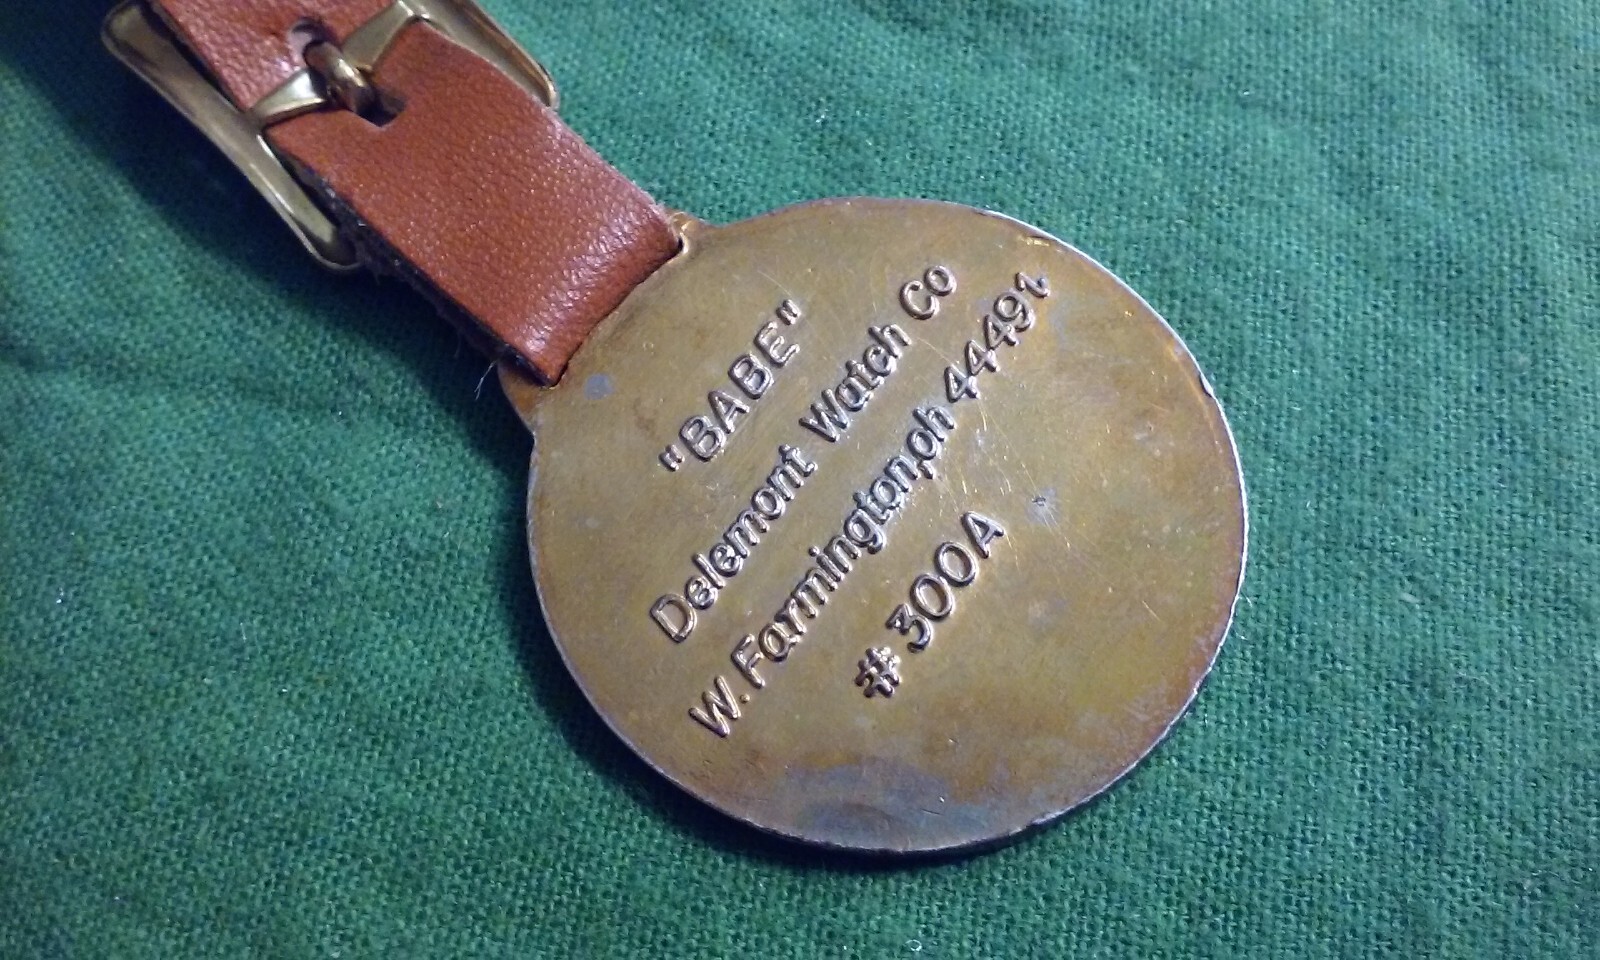 "BABE"
Delemont Watch Co
W.Farmington,oh 44491
# 300A